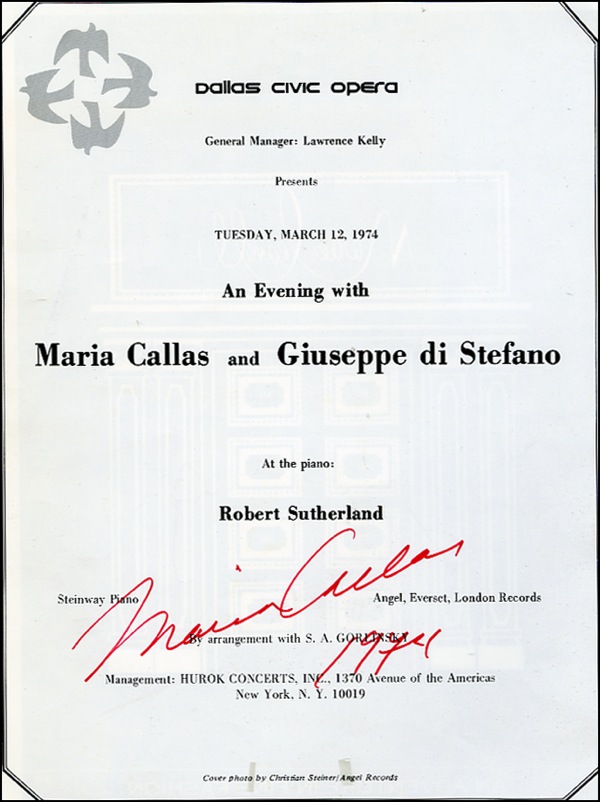 Dallas Civic Opera
General Manager: Lawrence Kelly
Presents
TUESDAY, MARCH 12, 1974
An Evening with
Maria Callas and Giuseppe di Stefano
At the piano:
Robert Sutherland
Maria Callas
Steinway Piano
Angel, Everset, London Records
By arrangement with S. A. GORLINSKY
1974
Management: HUROK CONCERTS, INC., 1370 Avenue of the Americas
New York, N. Y. 10019
Cover photo by Christian Steiner/Angel Records